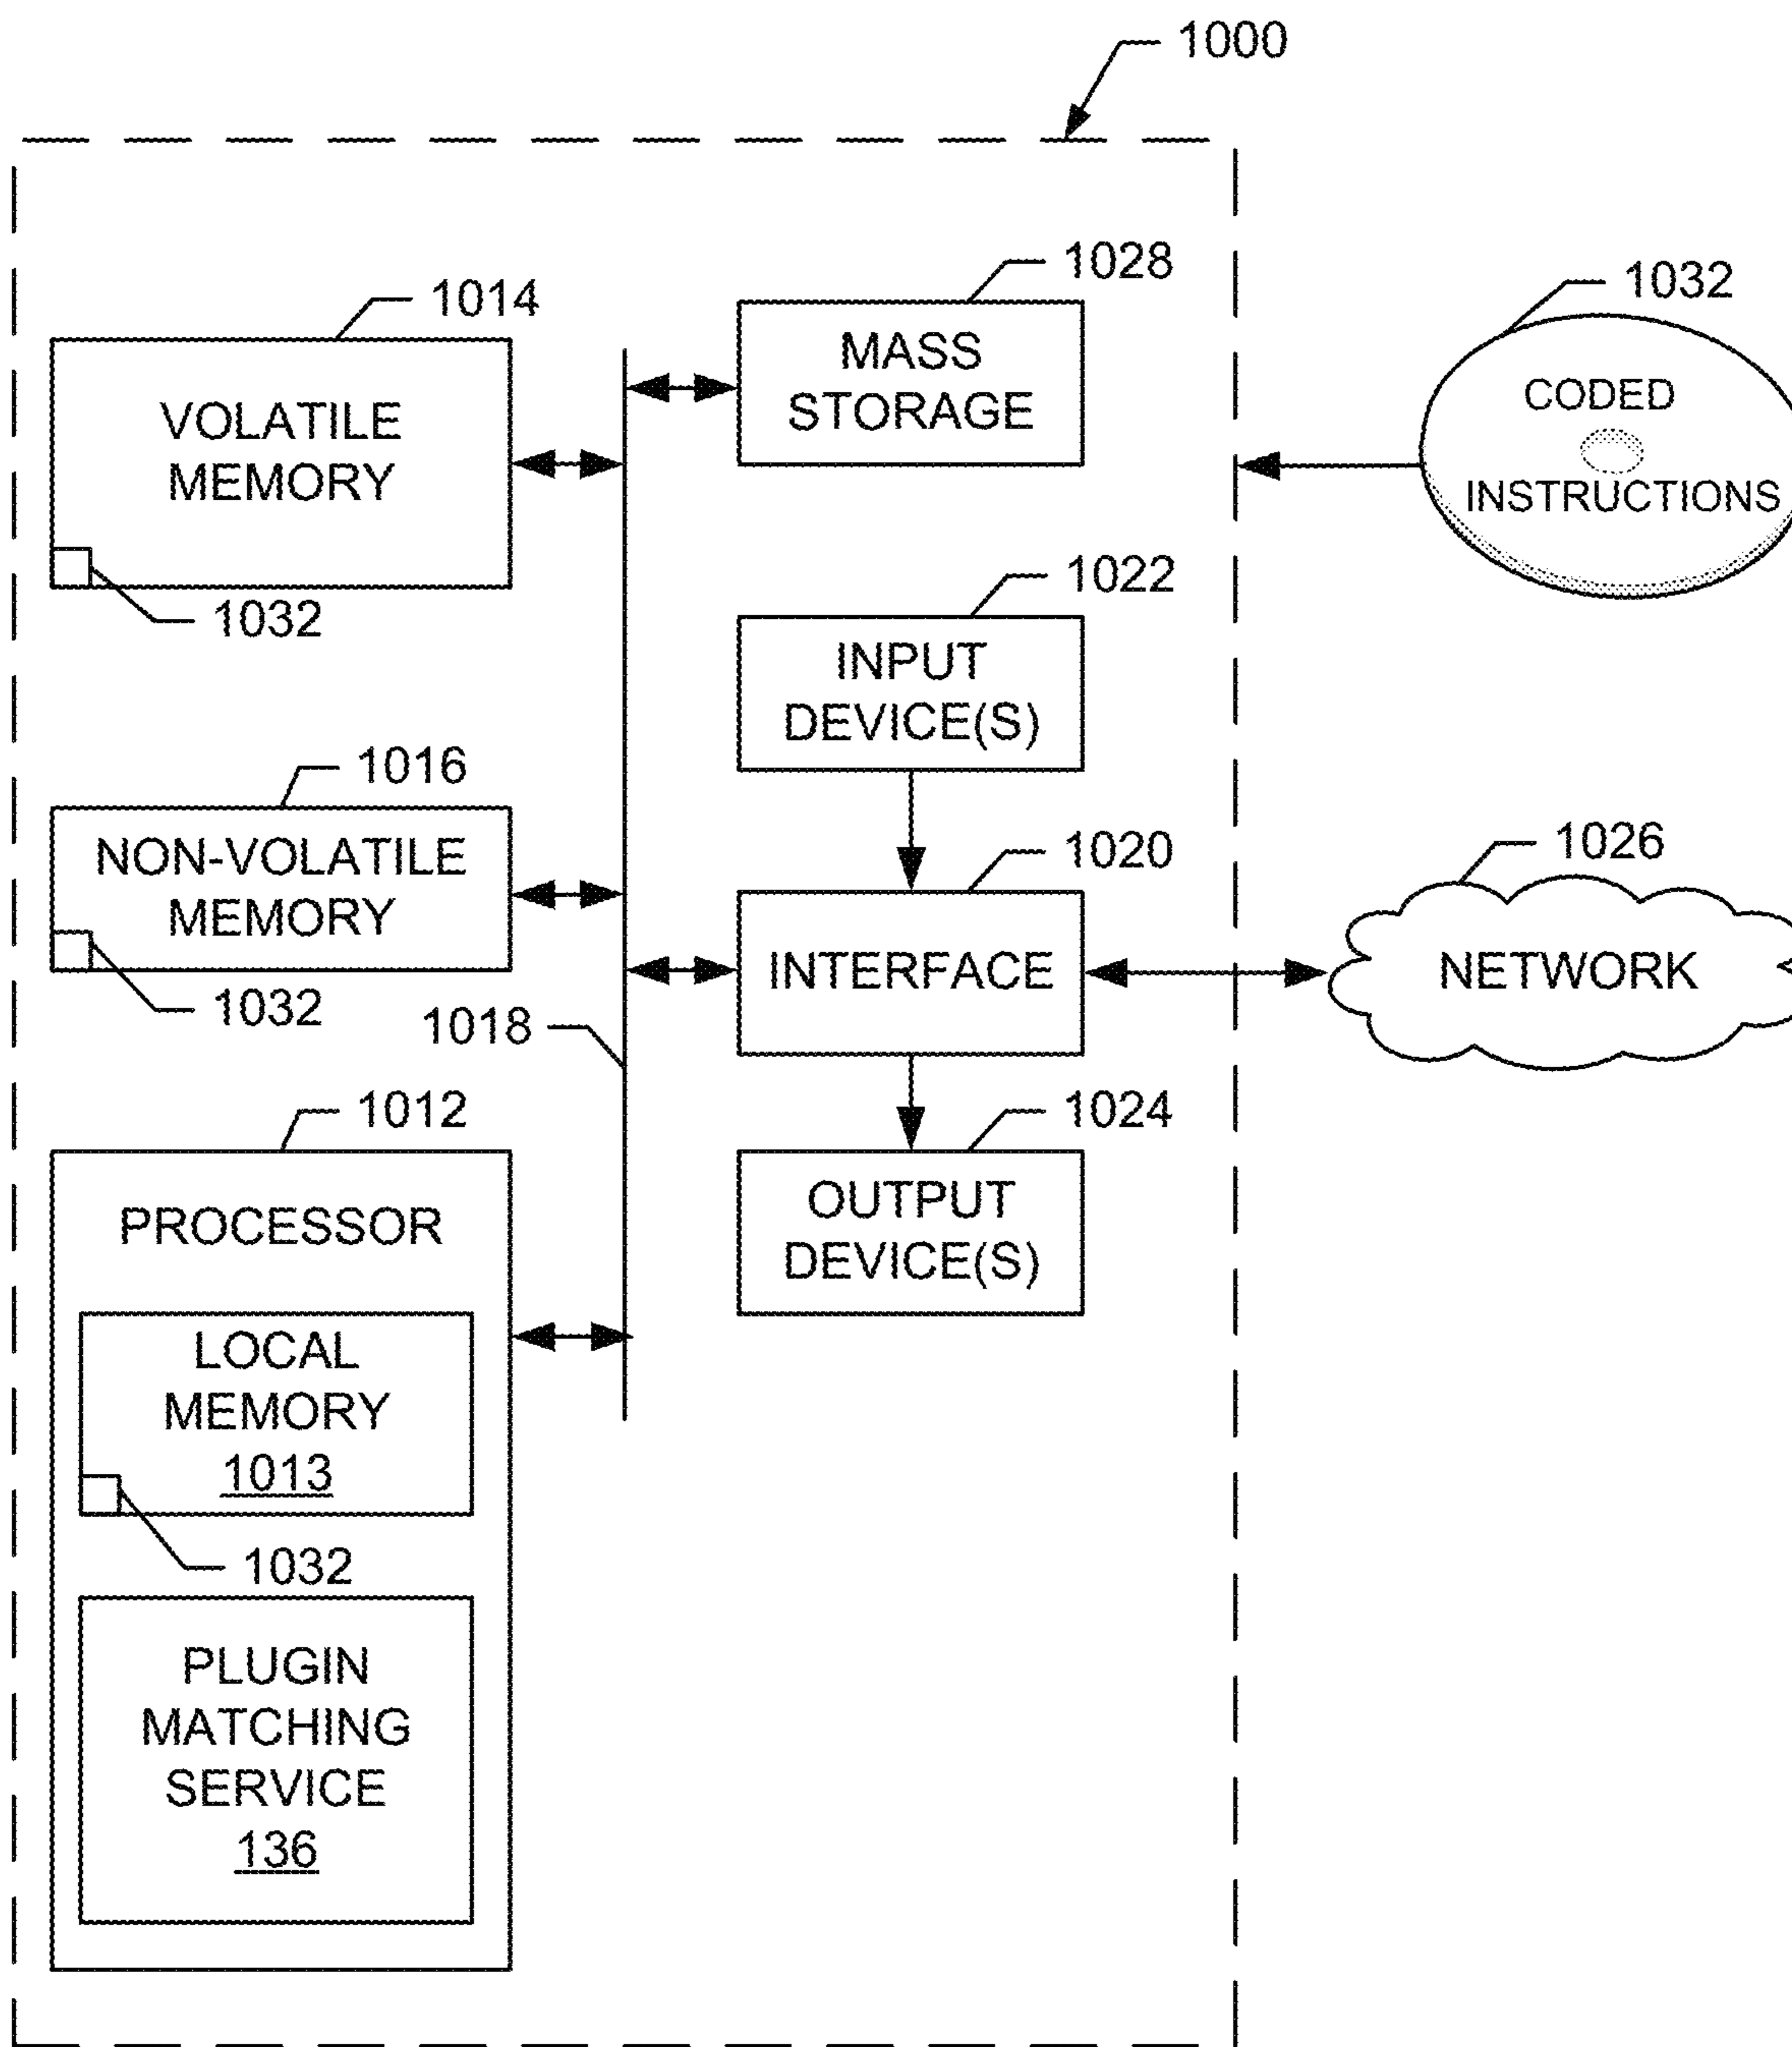 1000
1014
VOLATILE
MEMORY
1032
1028
MASS
STORAGE
1032
CODED
INSTRUCTIONS
1022
INPUT
DEVICE(S)
1016
NON-VOLATILE
MEMORY
1032
1018
1020
INTERFACE
1026
NETWORK
1012
PROCESSOR
LOCAL
MEMORY
1013
1032
PLUGIN
MATCHING
SERVICE
136
1024
OUTPUT
DEVICE(S)